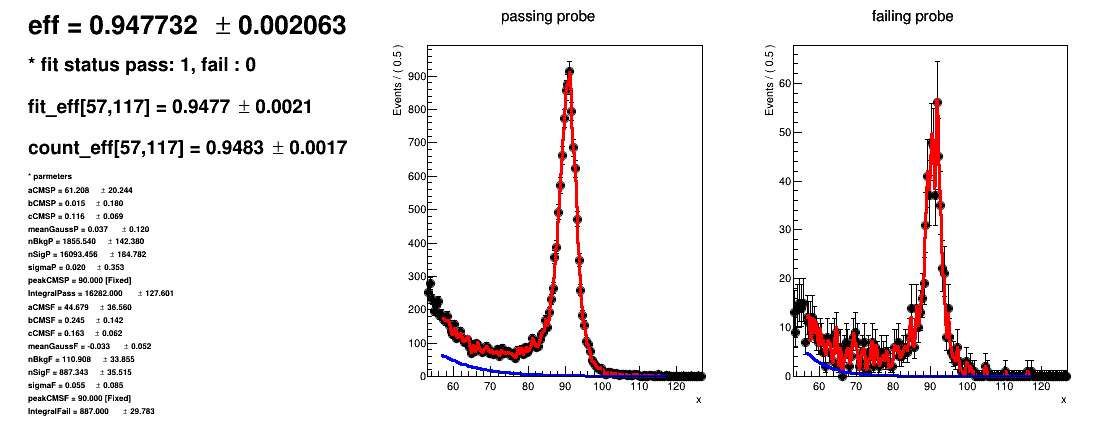 eff = 0.947732 ± 0.002063
* fit status pass: 1, fail : 0
fit_eff[57,117] = 0.9477 ± 0.0021
count_eff[57,117] = 0.9483 ± 0.0017
* parmeters
aCMSP = 61.208 ± 20.244
bCMSP = 0.015 ± 0.180
cCMSP = 0.116 ± 0.069
meanGaussP = 0.037 ± 0.120
nBkgP = 1855.540 ± 142.380
nSigP = 16093.456 ± 184.782
sigmaP = 0.020 ± 0.353
peakCMSP = 90.000 [Fixed]
IntegralPass = 16282.000 ± 127.601
aCMSF = 44.679 ± 36.560
bCMSF = 0.245 ± 0.142
cCMSF = 0.163 ± 0.062
meanGaussF = -0.033 ± 0.052
nBkgF = 110.908 ± 33.855
nSigF = 887.343 ± 35.515
sigmaF = 0.055 ± 0.085
peakCMSF = 90.000 [Fixed]
IntegralFail = 887.000 ± 29.783
passing probe
Events / ( 0.5 )
900
800
700
600
500
400
300
200
100
0
60 70 80 90 100 110 120
x
failing probe
Events / ( 0.5 )
60
50
40
30
20
10
0
60 70 80 90 100 110 120
x